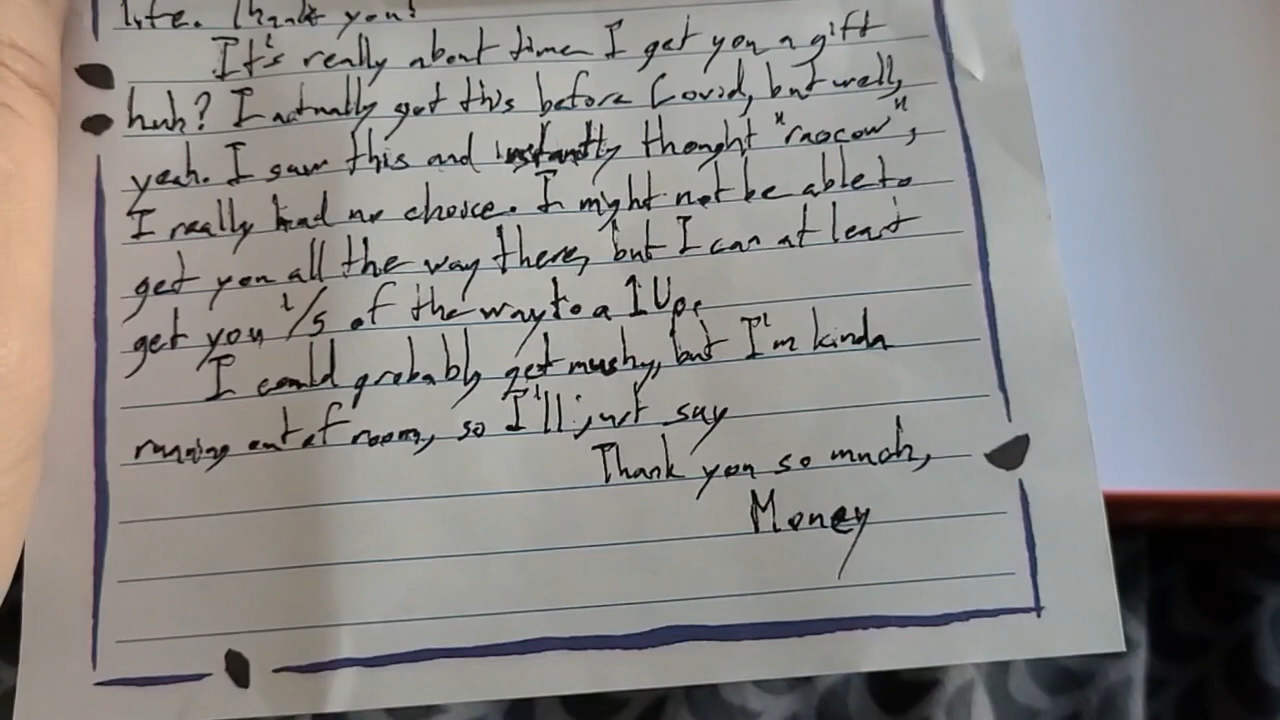 life. Thank you!
It's really about time I get you a gift
huh? I actually got this before Covid, but well,
yeah. I saw this and instantly thought "raocow",
I really had no choice. I might not be able to
get you all the way there, but I can at least
get you 1/5 of the way to a 1Up.
I could probably get mushy, but I'm kinda
running out of room, so I'll just say
Thank you so much,
Money